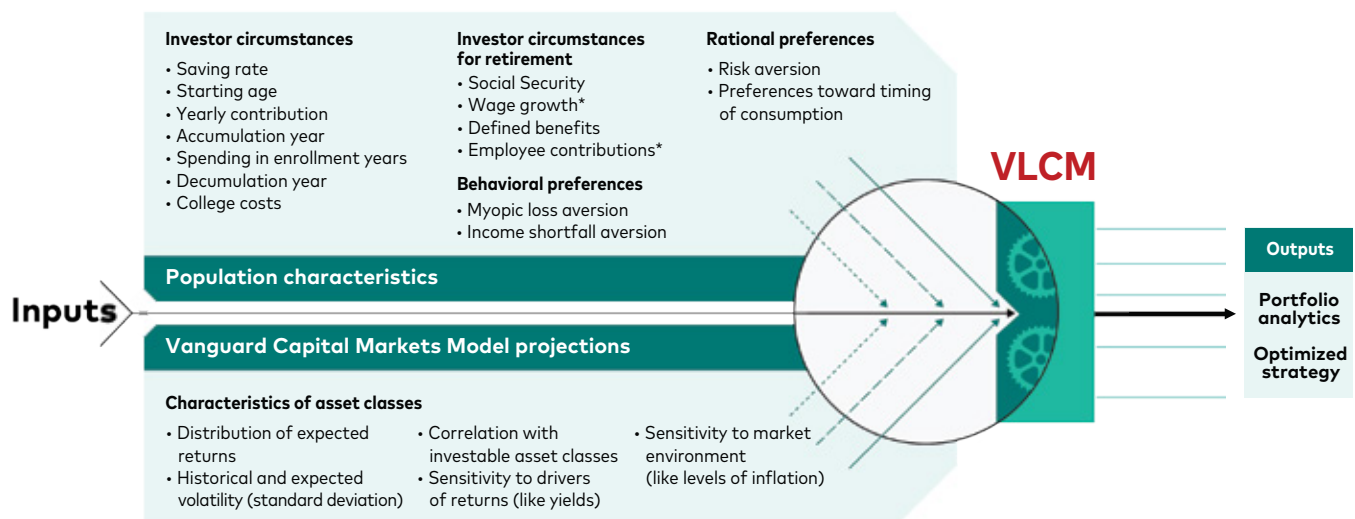 Investor circumstances
• Saving rate
• Starting age
• Yearly contribution
• Accumulation year
• Spending in enrollment years
• Decumulation year
• College costs
Investor circumstances
for retirement
• Social Security
• Wage growth*
• Defined benefits
• Employee contributions*
Behavioral preferences
• Myopic loss aversion
• Income shortfall aversion
Rational preferences
• Risk aversion
• Preferences toward timing
of consumption
VLCM
Population characteristics
Inputs
Vanguard Capital Markets Model projections
Characteristics of asset classes
• Distribution of expected
returns
• Historical and expected
volatility (standard deviation)
• Correlation with
investable asset classes
• Sensitivity to drivers
of returns (like yields)
• Sensitivity to market
environment
(like levels of inflation)
Outputs
Portfolio
analytics
Optimized
strategy